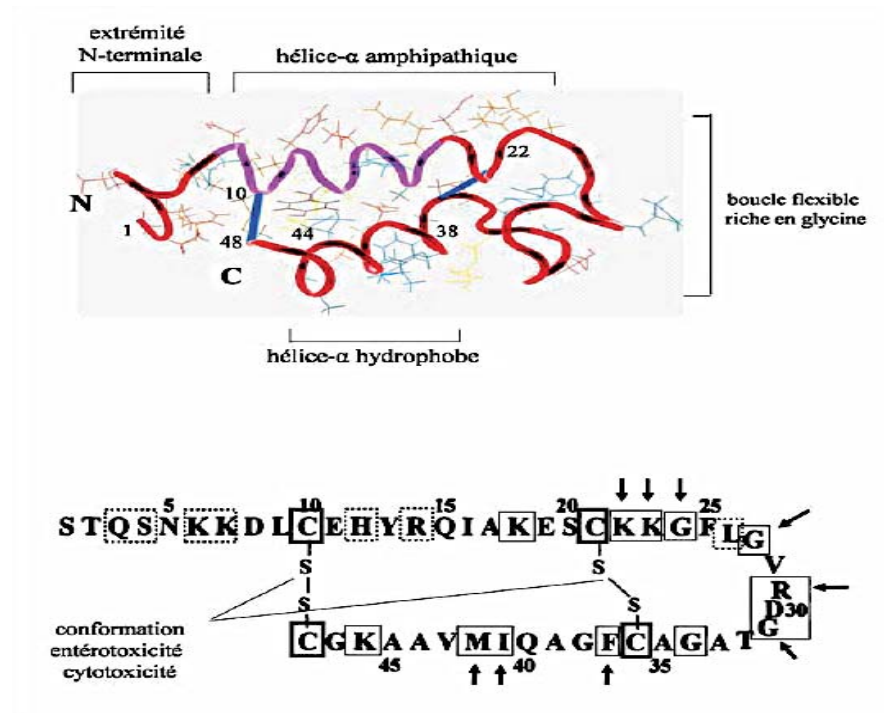 extrémité
N-terminale
hélice-α amphipathique
22
boucle flexible
riche en glycine
N
1
10
48
44
38
C
hélice-α hydrophobe
5 10 15 20 25
S T Q S N K K D L C E H Y R Q I A K E S C K K G F L G
V
R
D 30
G
S S
S S
C G K A A V M I Q A G F C A G A T
45 40 35
conformation
entérotoxicité
cytotoxicité